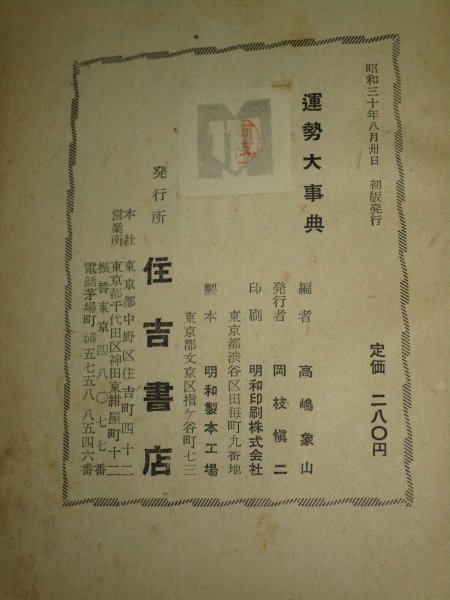 昭和三十年八月卅日 初版発行
定価 二八〇円
運勢大事典
編者 高嶋象山
発行者 岡枝愼二
印刷 明和印刷株式会社
東京都渋谷区田毎町九番地
製本 明和製本工場
東京都文京区指ケ谷町七三
発行所 住吉書店
本社 東京都中野区住吉町四十二
営業所 東京都千代田区神田東紺屋町十二
振替東京四八〇七七番
電話茅場町(66)五七五八 八五四六番